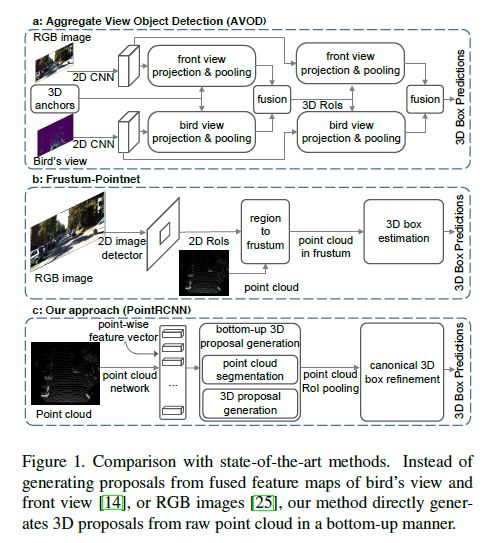 a: Aggregate View Object Detection (AVOD)
RGB image
2D CNN
front view
projection & pooling
front view
projection & pooling
3D
anchors
fusion
3D RoIs
fusion
2D CNN
bird view
projection & pooling
bird view
projection & pooling
Bird's view
3D Box Predictions
b: Frustum-Pointnet
RGB image
2D image
detector
2D RoIs
region
to
frustum
point cloud
in frustum
3D box
estimation
point cloud
3D Box Predictions
c: Our approach (PointRCNN)
point-wise
feature vector
point cloud
network
...
bottom-up 3D
proposal generation
point cloud
segmentation
3D proposal
generation
point cloud
RoI pooling
canonical 3D
box refinement
Point cloud
3D Box Predictions
Figure 1. Comparison with state-of-the-art methods. Instead of
generating proposals from fused feature maps of bird's view and
front view [14], or RGB images [25], our method directly gener-
ates 3D proposals from raw point cloud in a bottom-up manner.